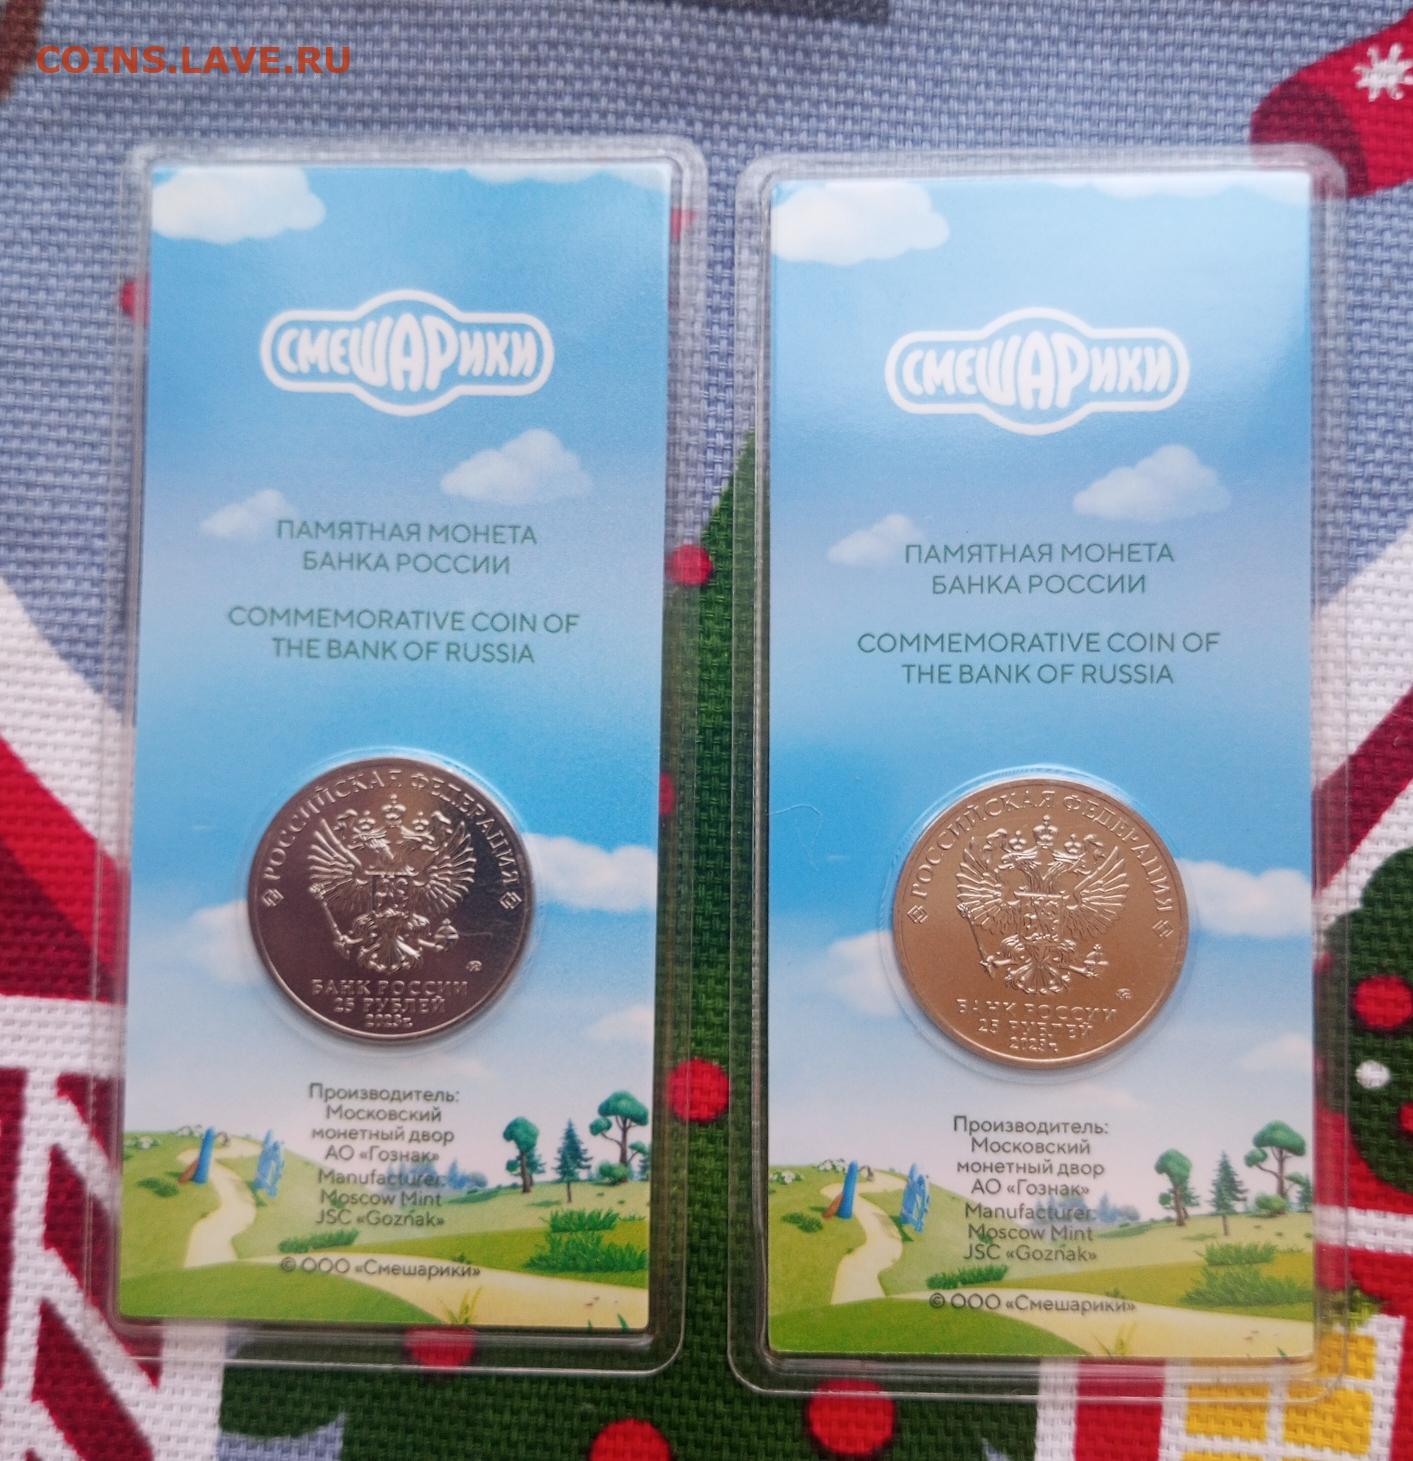 COINS.LAVE.RU
СМЕШАРИКИ
ПАМЯТНАЯ МОНЕТА
БАНКА РОССИИ
COMMEMORATIVE COIN OF
THE BANK OF RUSSIA
РОССИЙСКАЯ ФЕДЕРАЦИЯ
БАНК РОССИИ
25 РУБЛЕЙ
2023г.
Производитель:
Московский
монетный двор
АО «Гознак»
Manufacturer:
Moscow Mint
JSC «Goznak»
© ООО «Смешарики»
СМЕШАРИКИ
ПАМЯТНАЯ МОНЕТА
БАНКА РОССИИ
COMMEMORATIVE COIN OF
THE BANK OF RUSSIA
РОССИЙСКАЯ ФЕДЕРАЦИЯ
БАНК РОССИИ
25 РУБЛЕЙ
2023г.
Производитель:
Московский
монетный двор
АО «Гознак»
Manufacturer:
Moscow Mint
JSC «Goznak»
© ООО «Смешарики»